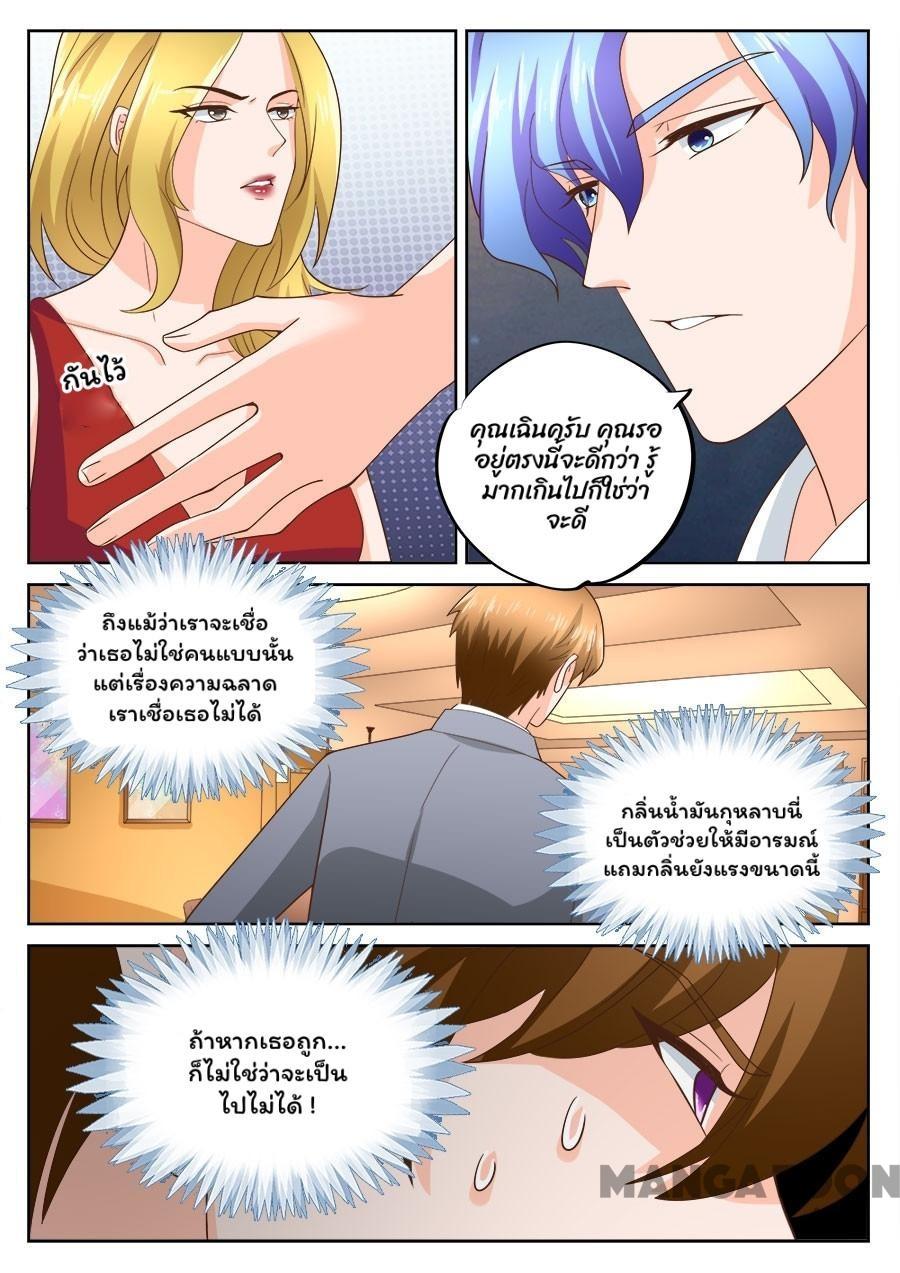 กันไว้
คุณเฉินครับ คุณรอ
อยู่ตรงนี้จะดีกว่า รู้
มากเกินไปก็ใช่ว่า
จะดี
ถึงแม้ว่าเราจะเชื่อ
ว่าเธอไม่ใช่คนแบบนั้น
แต่เรื่องความฉลาด
เราเชื่อเธอไม่ได้
กลิ่นน้ำมันกุหลาบนี่
เป็นตัวช่วยให้มีอารมณ์
แถมกลิ่นยังแรงขนาดนี้
ถ้าหากเธอถูก...
ก็ไม่ใช่ว่าจะเป็น
ไปไม่ได้ !
MANGATOON